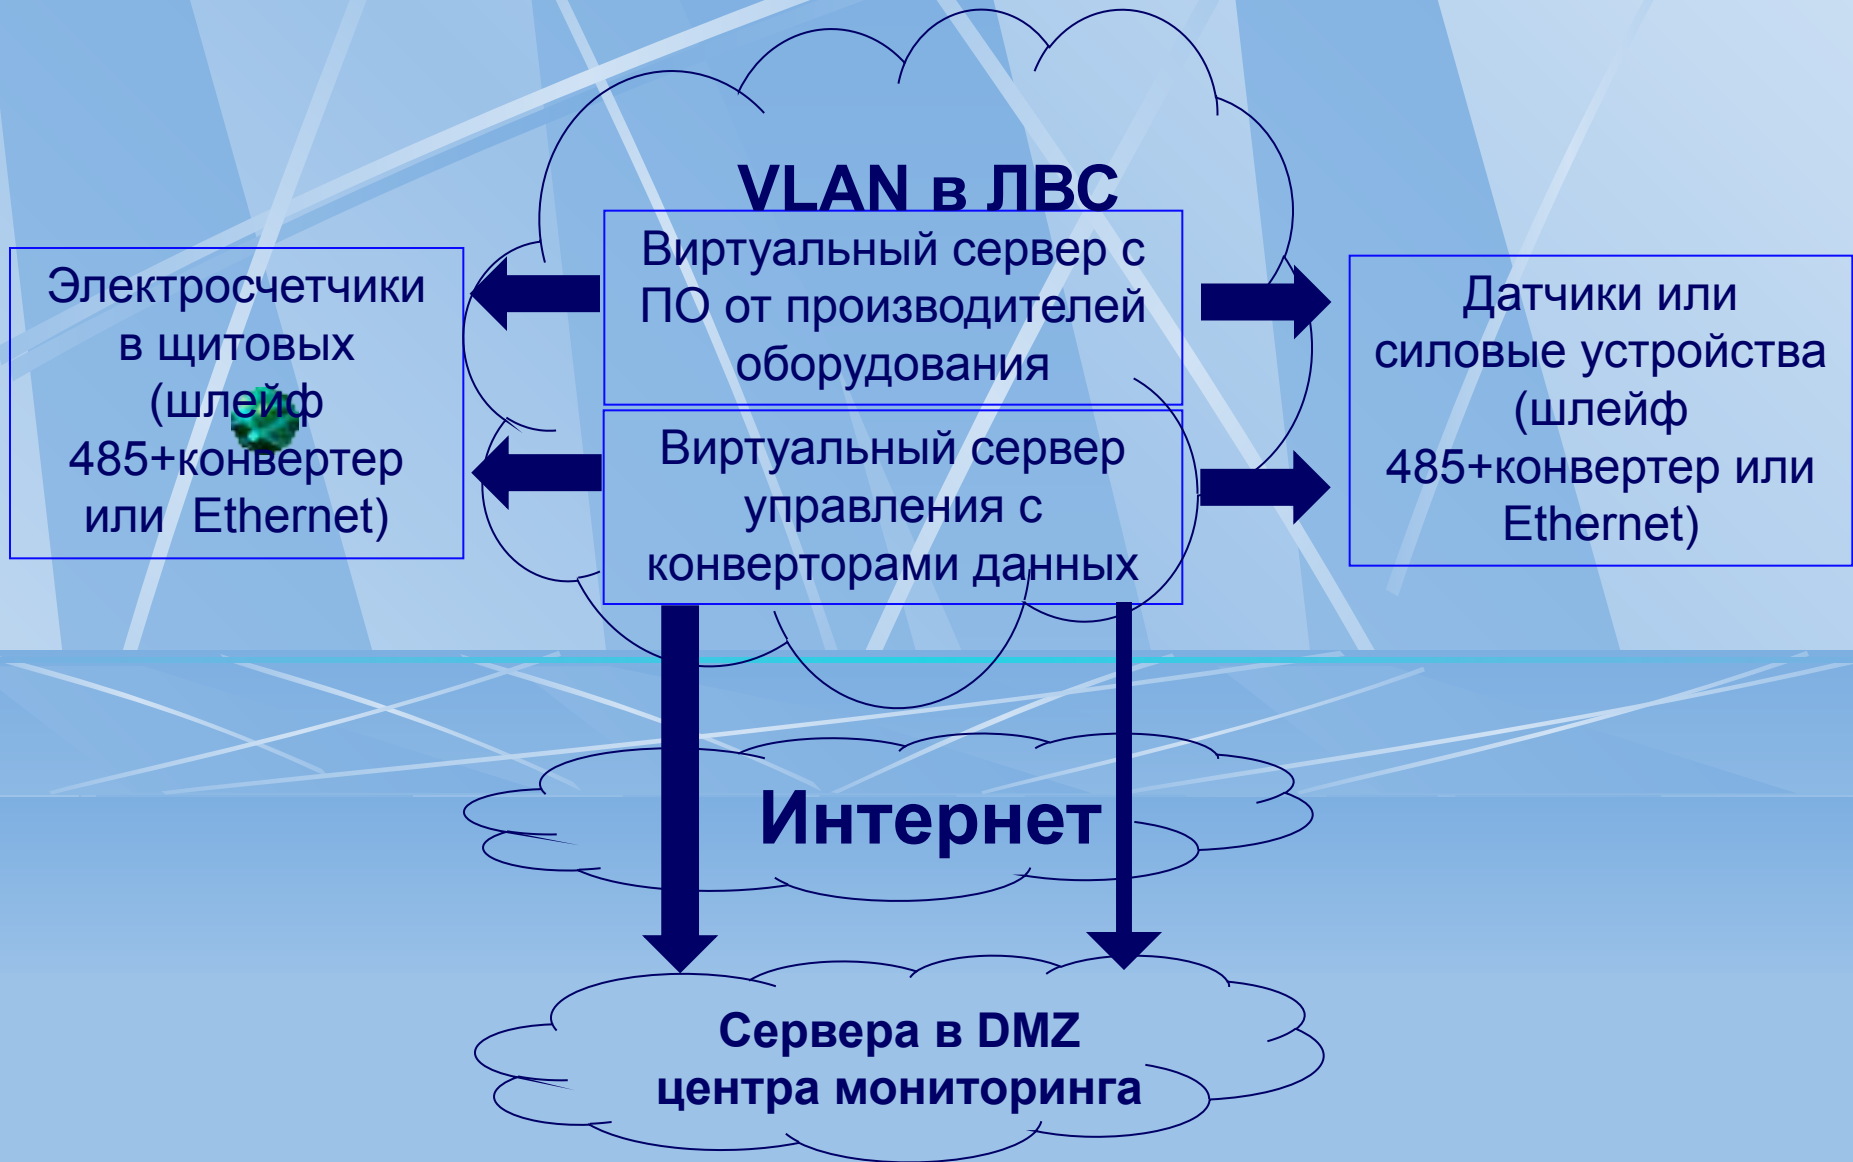 VLAN в ЛВС
Электросчетчики
в щитовых
(шлейф
485+конвертер
или Ethernet)
Виртуальный сервер с
ПО от производителей
оборудования
Виртуальный сервер
управления с
конверторами данных
Датчики или
силовые устройства
(шлейф
485+конвертер или
Ethernet)
Интернет
Сервера в DMZ
центра мониторинга